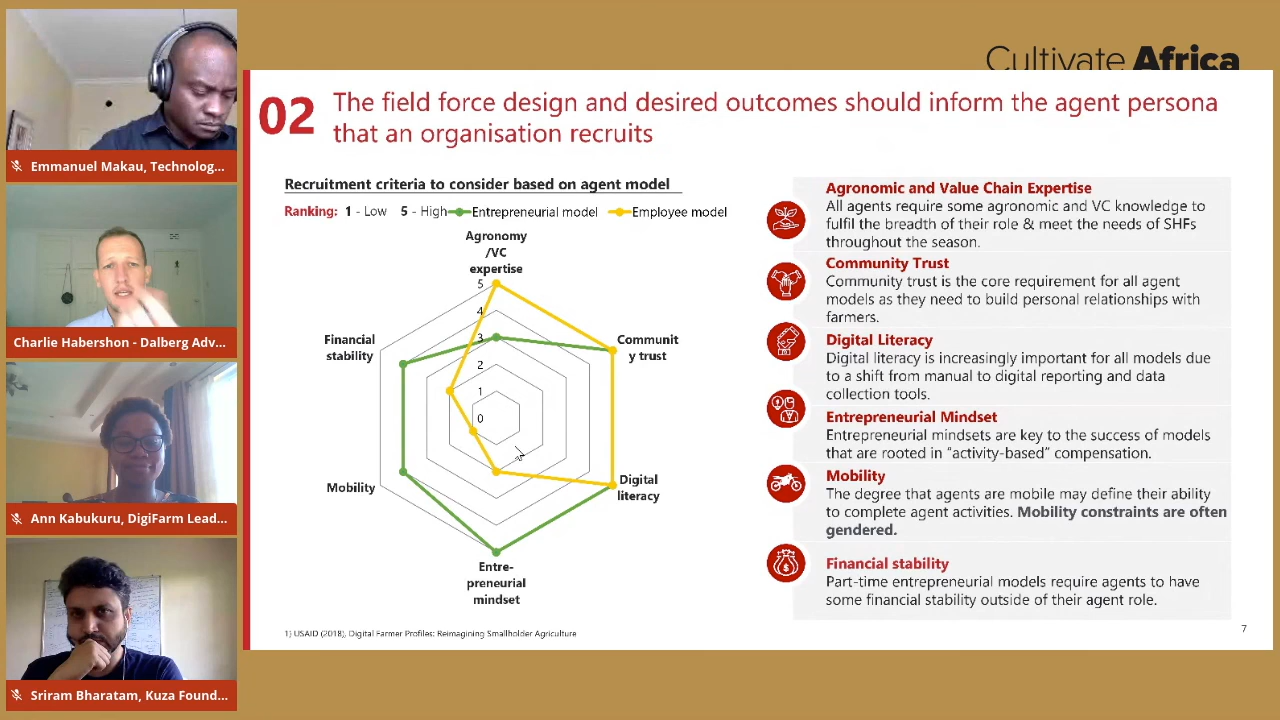 Cultivate Africa
Emmanuel Makau, Technolog...
Charlie Habershon - Dalberg Adv...
Ann Kabukuru, DigiFarm Lead...
Sriram Bharatam, Kuza Found...
02
The field force design and desired outcomes should inform the agent persona
that an organisation recruits
Recruitment criteria to consider based on agent model
Ranking: 1 - Low 5 - High Entrepreneurial model Employee model
Agronomy
/VC
expertise
5
4
3
2
1
0
Financial
stability
Communit
y trust
Mobility
Digital
literacy
Entre-
preneurial
mindset
Agronomic and Value Chain Expertise
All agents require some agronomic and VC knowledge to
fulfil the breadth of their role & meet the needs of SHFs
throughout the season.
Community Trust
Community trust is the core requirement for all agent
models as they need to build personal relationships with
farmers.
Digital Literacy
Digital literacy is increasingly important for all models due
to a shift from manual to digital reporting and data
collection tools.
Entrepreneurial Mindset
Entrepreneurial mindsets are key to the success of models
that are rooted in “activity-based” compensation.
Mobility
The degree that agents are mobile may define their ability
to complete agent activities. Mobility constraints are often
gendered.
Financial stability
Part-time entrepreneurial models require agents to have
some financial stability outside of their agent role.
1) USAID (2018), Digital Farmer Profiles: Reimagining Smallholder Agriculture
7